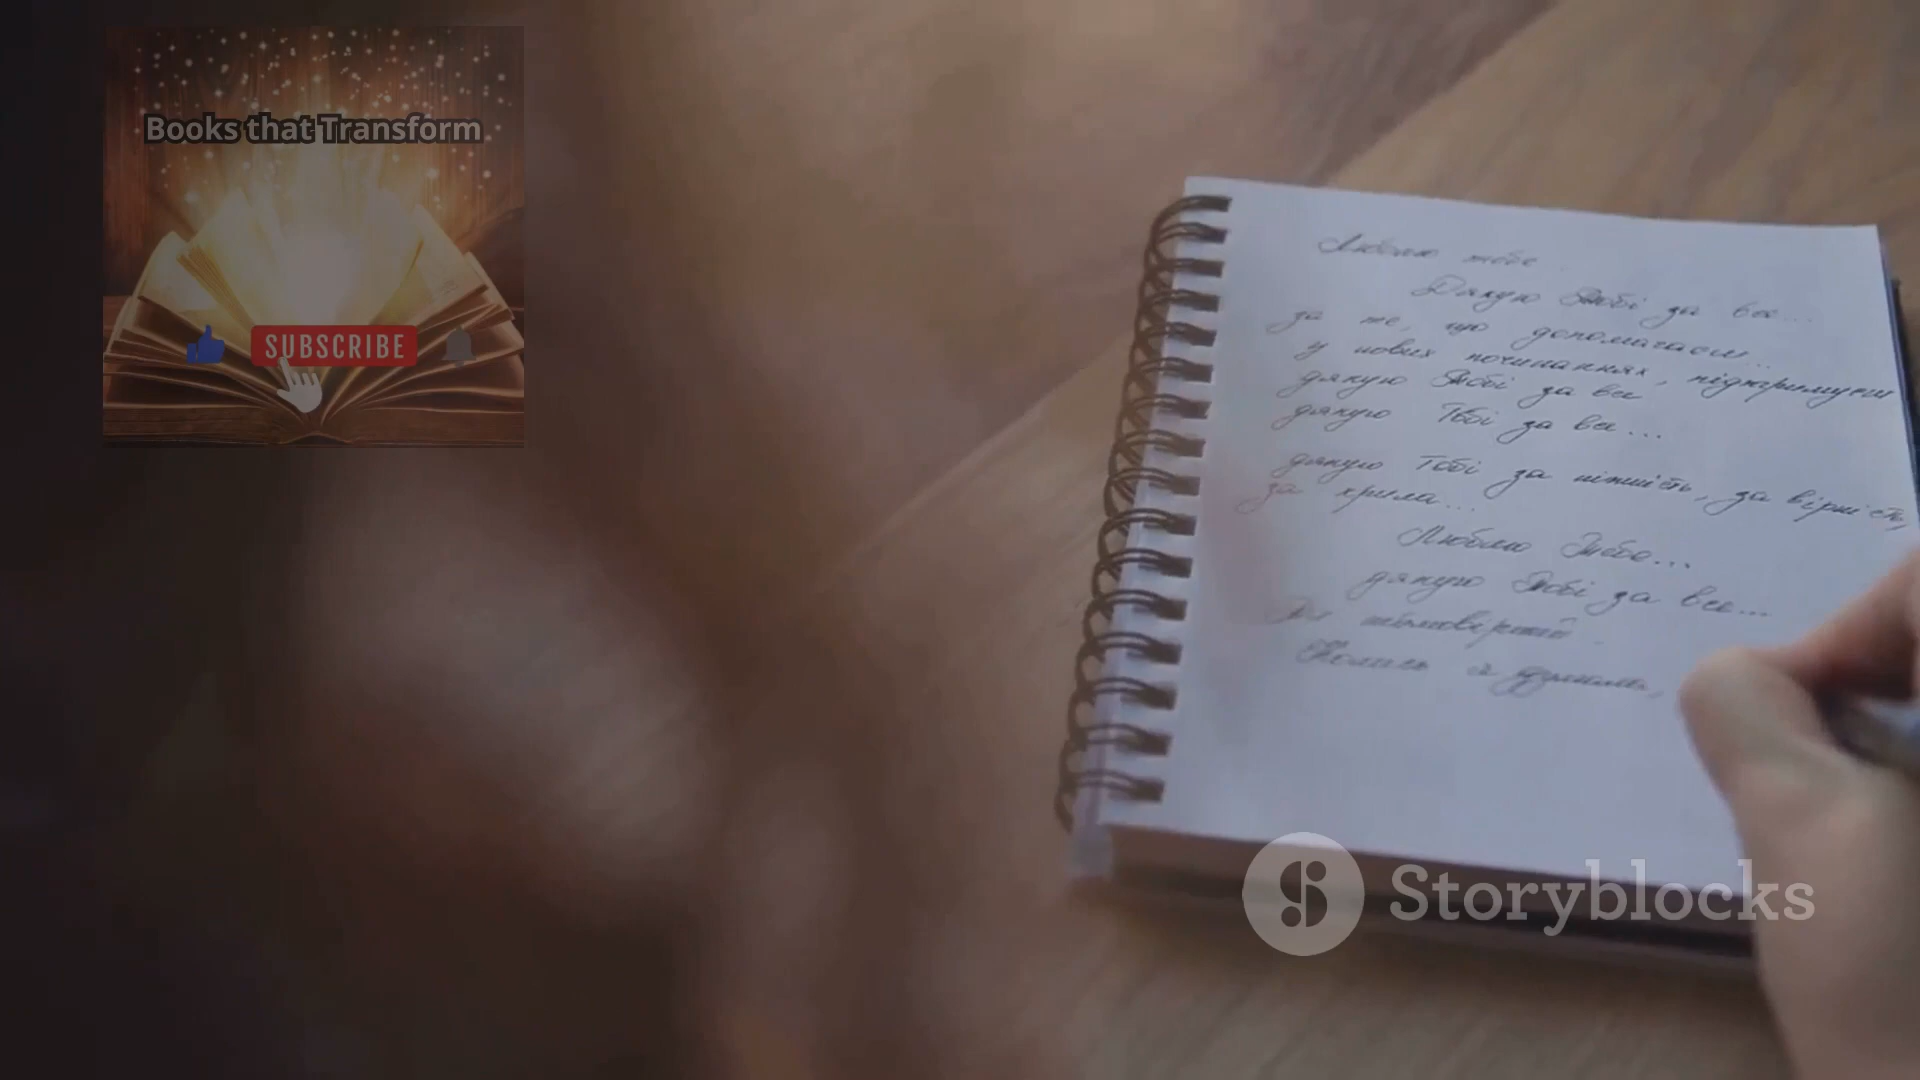 Books that Transform
SUBSCRIBE
Люблю тебе
Дякую Тобі за все...
за те, що допомагаєш...
у нових починаннях, підтримуєш
дякую Тобі за все
дякую Тобі за все...
дякую Тобі за ніжність, за вірність,
за крила...
Люблю Тебе...
дякую Тобі за все...
Storyblocks